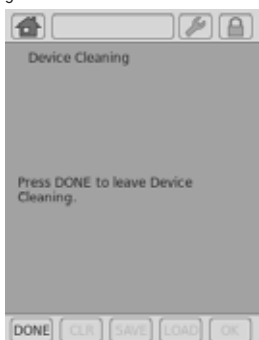 Device Cleaning
Press DONE to leave Device
Cleaning.
DONE CLR SAVE LOAD OK